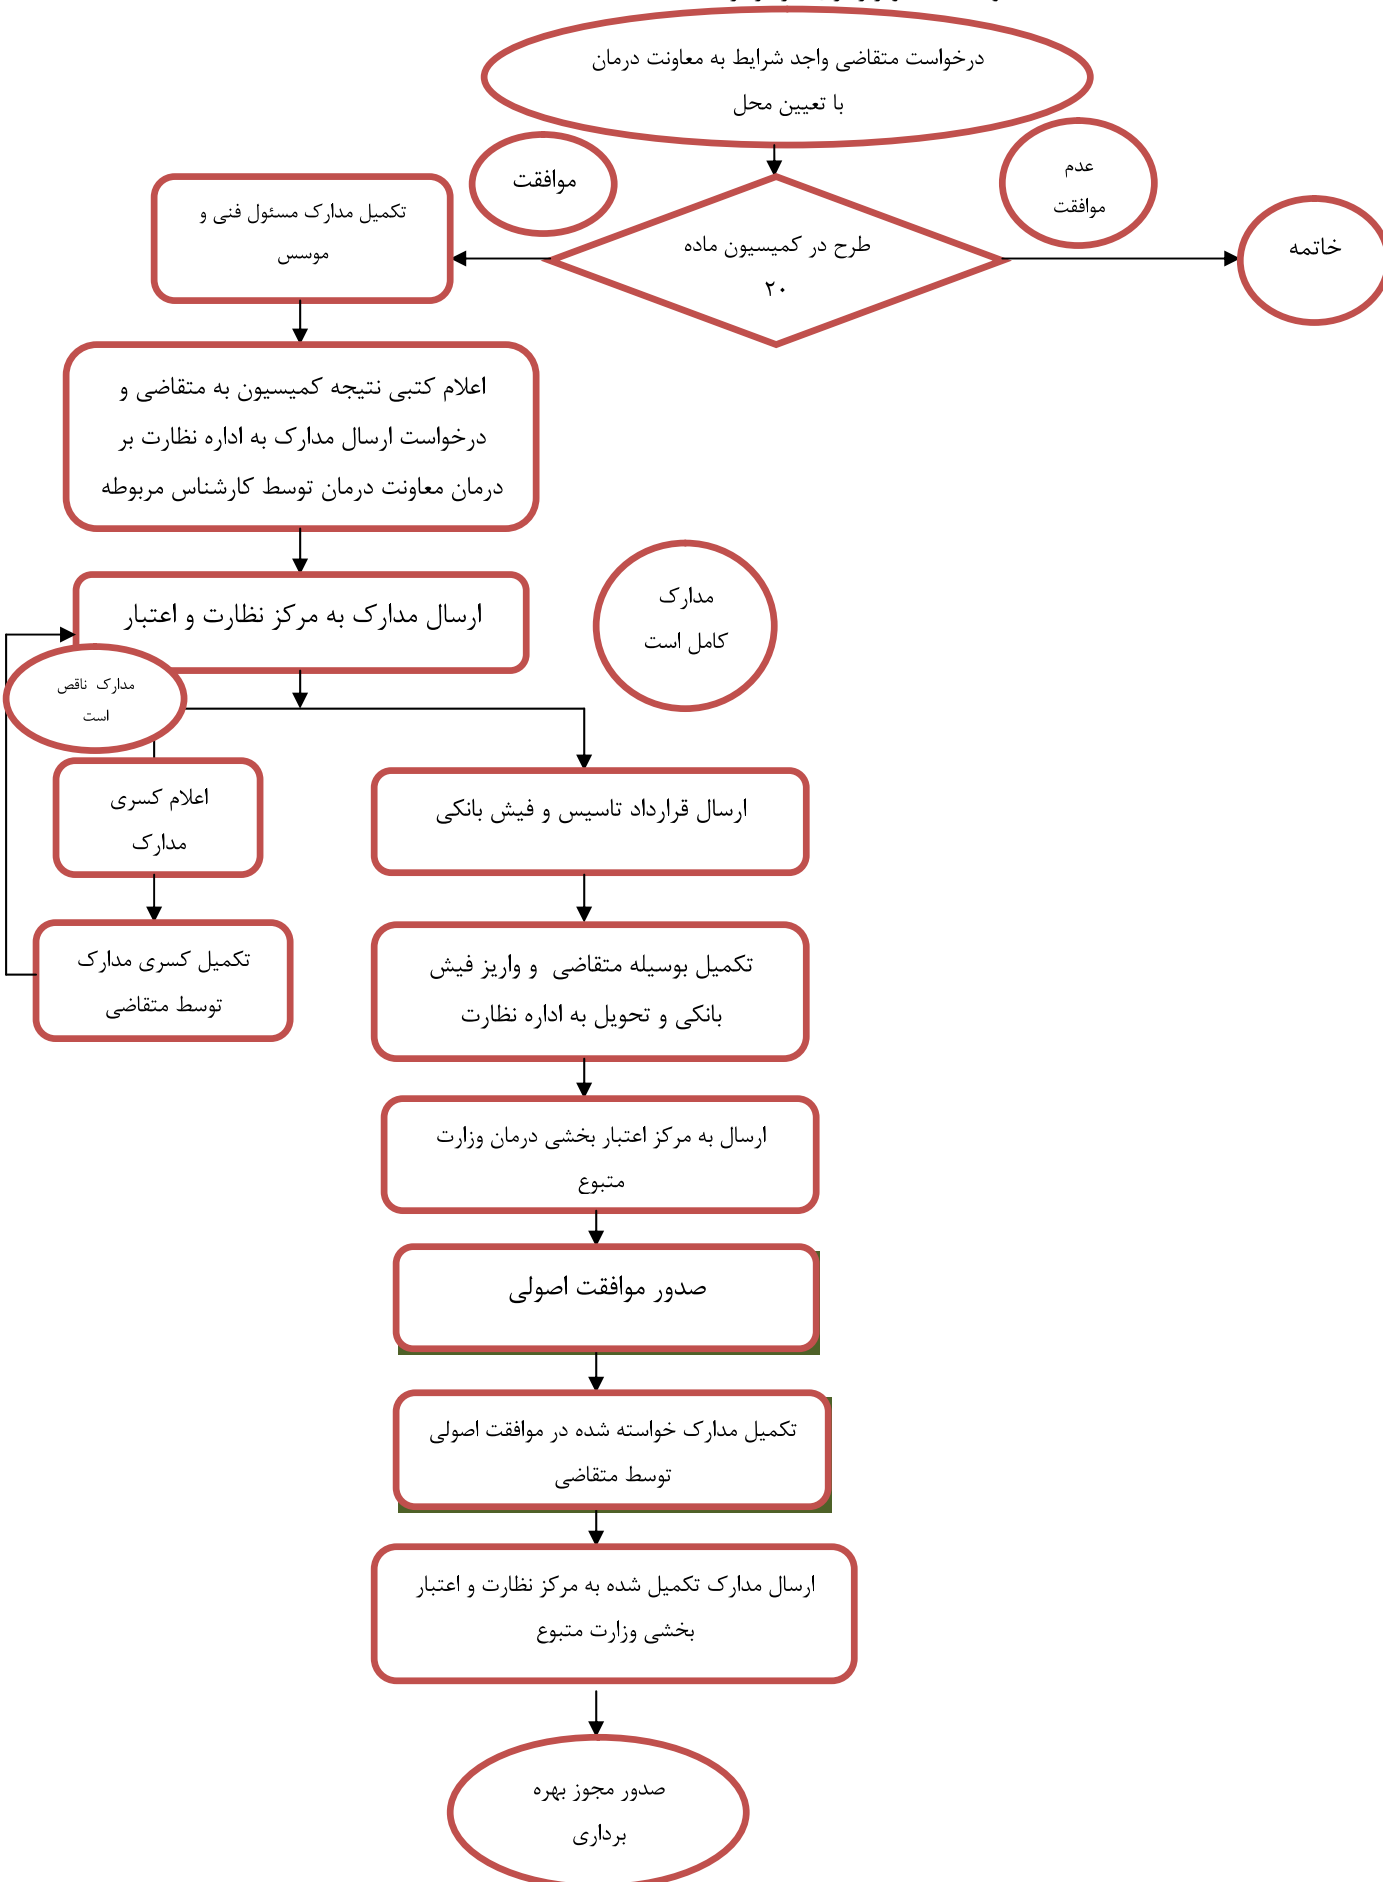 درخواست متقاضی واجد شرایط به معاونت درمان
با تعیین محل
موافقت
عدم
موافقت
طرح در کمیسیون ماده
۲۰
خاتمه
تکمیل مدارک مسئول فنی و
موسس
اعلام کتبی نتیجه کمیسیون به متقاضی و
درخواست ارسال مدارک به اداره نظارت بر
درمان معاونت درمان توسط کارشناس مربوطه
ارسال مدارک به مرکز نظارت و اعتبار
مدارک
کامل است
مدارک ناقص
است
اعلام کسری
مدارک
تکمیل کسری مدارک
توسط متقاضی
ارسال قرارداد تاسیس و فیش بانکی
تکمیل بوسیله متقاضی و واریز فیش
بانکی و تحویل به اداره نظارت
ارسال به مرکز اعتبار بخشی درمان وزارت
متبوع
صدور موافقت اصولی
تکمیل مدارک خواسته شده در موافقت اصولی
توسط متقاضی
ارسال مدارک تکمیل شده به مرکز نظارت و اعتبار
بخشی وزارت متبوع
صدور مجوز بهره
برداری